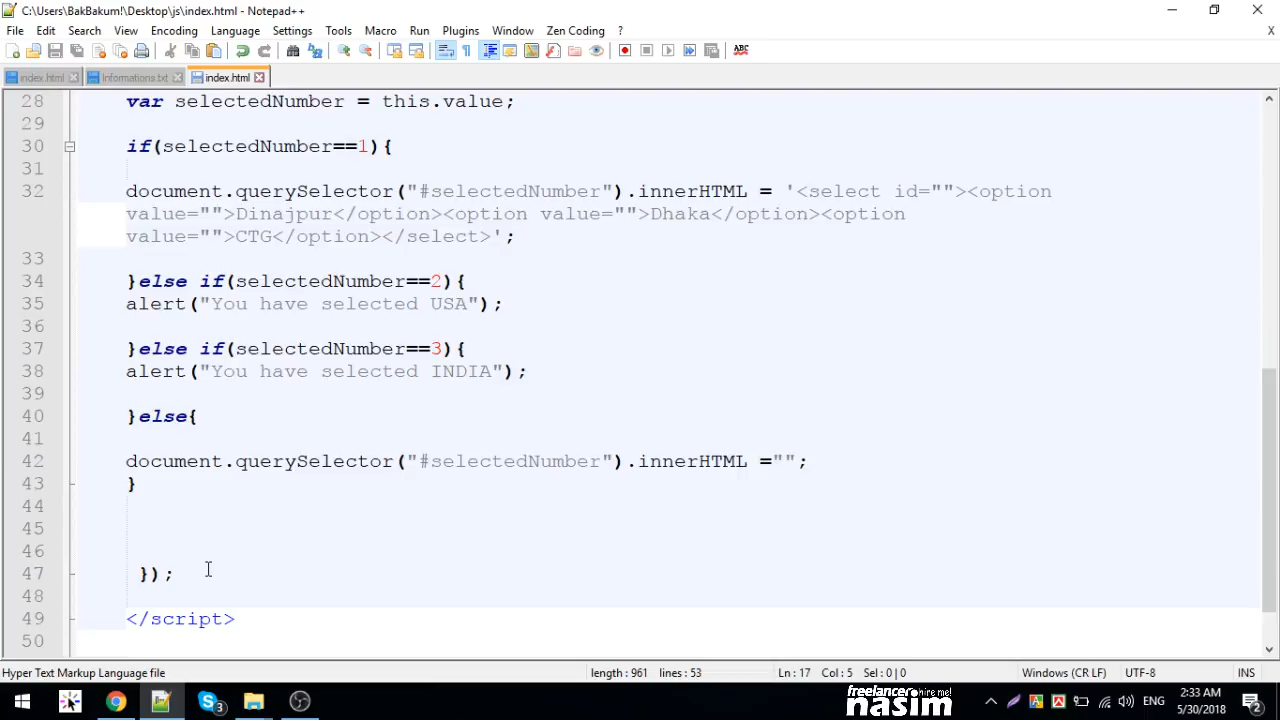 C:\Users\BakBakum!\Desktop\js\index.html - Notepad++
File Edit Search View Encoding Language Settings Tools Macro Run Plugins Window Zen Coding ? X
ABC
index.html Informations.txt index.html
28 var selectedNumber = this.value;
29
30 if(selectedNumber==1){
31
32 document.querySelector("#selectedNumber").innerHTML = '<select id=""><option
value="">Dinajpur</option><option value="">Dhaka</option><option
value="">CTG</option></select>';
33
34 }else if(selectedNumber==2){
35 alert("You have selected USA");
36
37 }else if(selectedNumber==3){
38 alert("You have selected INDIA");
39
40 }else{
41
42 document.querySelector("#selectedNumber").innerHTML ="";
43 }
44
45
46
47 });
48
49 </script>
50
Hyper Text Markup Language file length : 961 lines : 53 Ln : 17 Col : 5 Sel : 0 | 0 Windows (CR LF) UTF-8 INS
3 freelancer hire me! nasim ENG 2:33 AM
5/30/2018 2